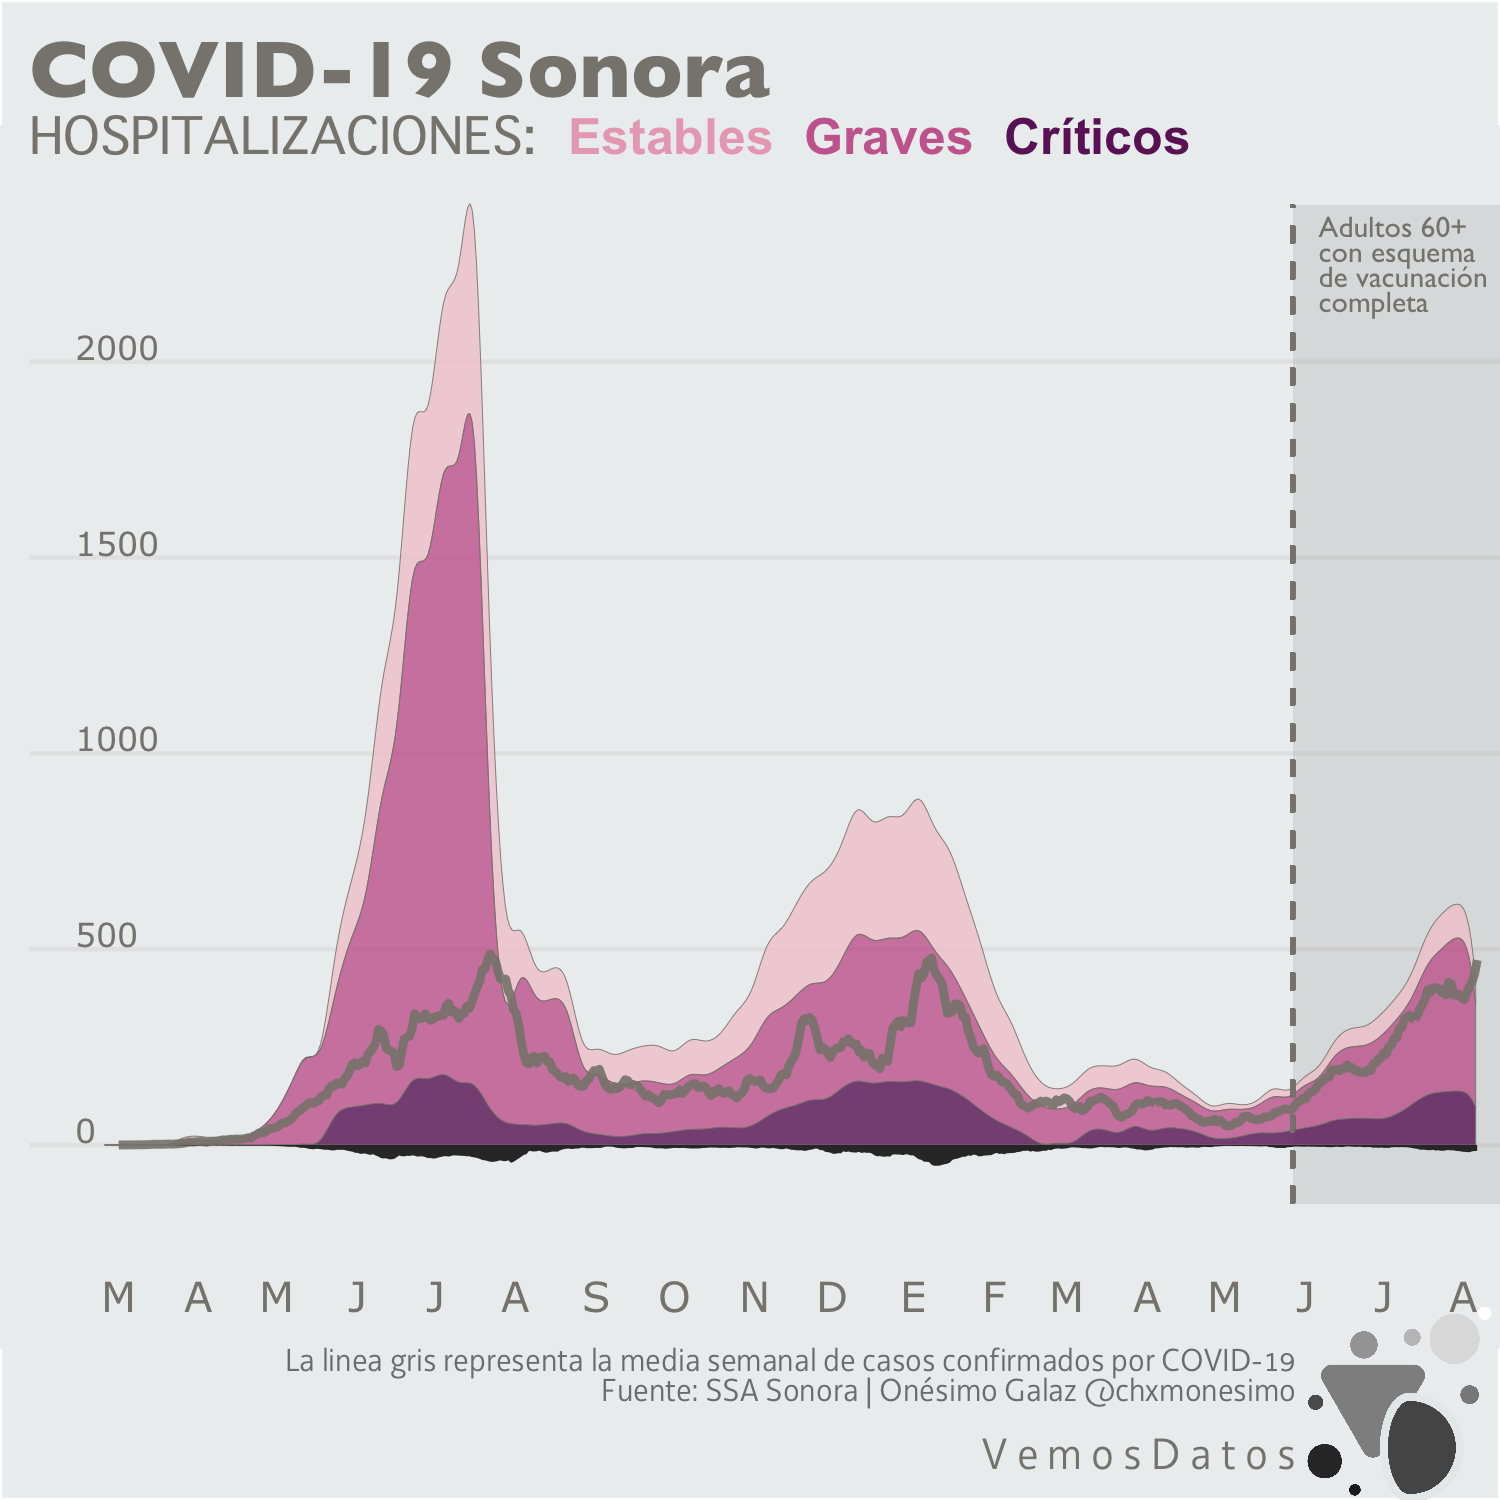 COVID-19 Sonora
HOSPITALIZACIONES: Estables Graves Críticos
Adultos 60+
con esquema
de vacunación
completa
2000
1500
1000
500
0
M A M J J A S O N D E F M A M J J A
La linea gris representa la media semanal de casos confirmados por COVID-19
Fuente: SSA Sonora | Onésimo Galaz @chxmonesimo
VemosDatos